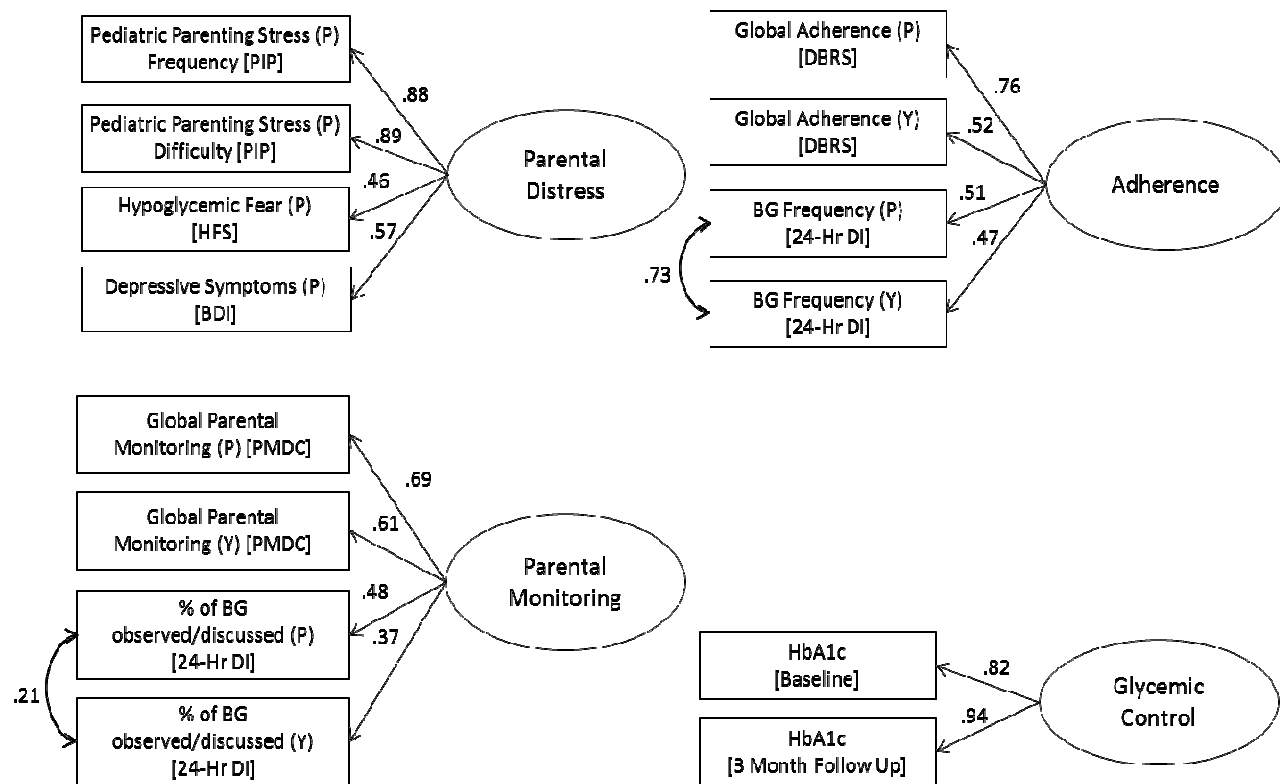 Pediatric Parenting Stress (P)
Frequency [PIP]
.88
Pediatric Parenting Stress (P)
Difficulty [PIP]
.89
Hypoglycemic Fear (P)
[HFS]
.46
Depressive Symptoms (P)
[BDI]
.57
Parental
Distress
Global Adherence (P)
[DBRS]
.76
Global Adherence (Y)
[DBRS]
.52
BG Frequency (P)
[24-Hr DI]
.51
BG Frequency (Y)
[24-Hr DI]
.47
.73
Adherence
Global Parental
Monitoring (P) [PMDC]
.69
Global Parental
Monitoring (Y) [PMDC]
.61
% of BG
observed/discussed (P)
[24-Hr DI]
.48
% of BG
observed/discussed (Y)
[24-Hr DI]
.37
.21
Parental
Monitoring
HbA1c
[Baseline]
.82
HbA1c
[3 Month Follow Up]
.94
Glycemic
Control